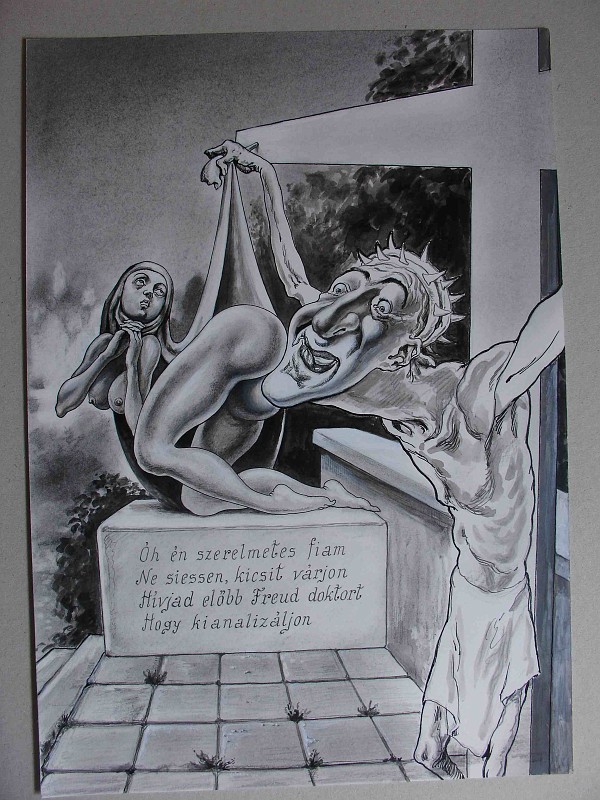 Óh én szerelmetes fiam
Ne siessen, kicsit várjon
Hívjad előbb Freud doktort
Hogy kianalizáljon